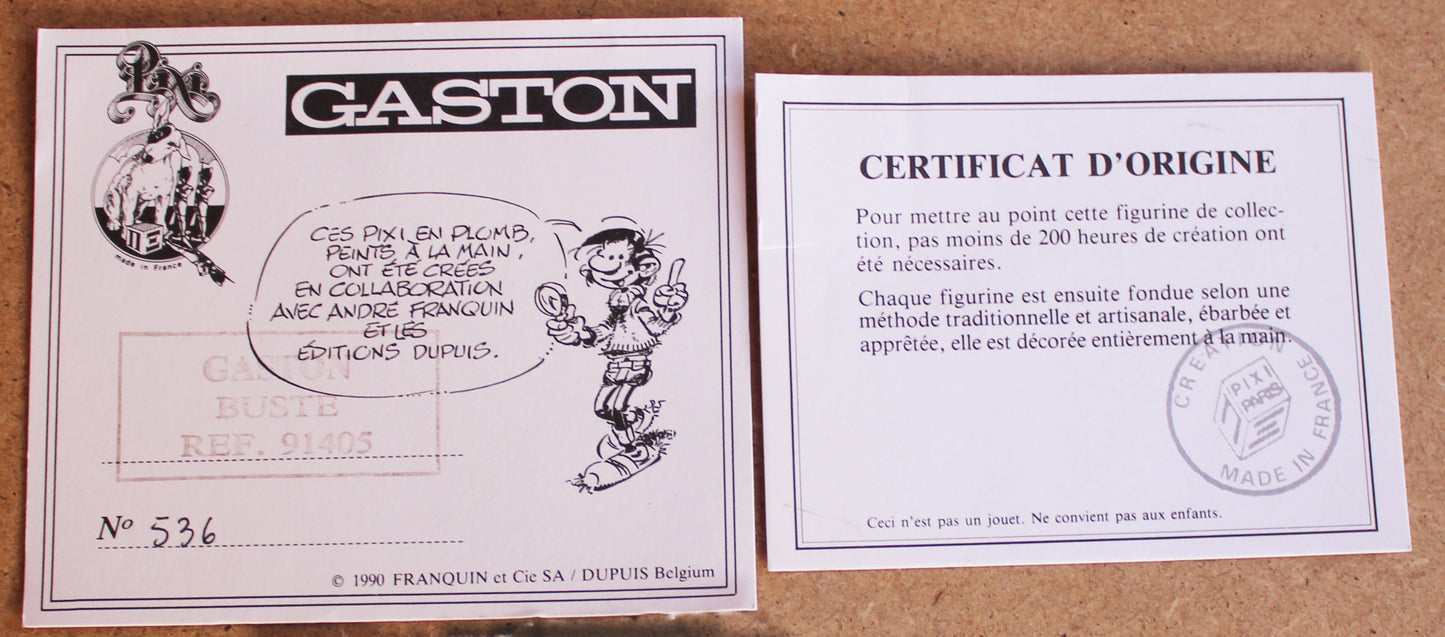 Pixi
made in France
GASTON
CES PIXI EN PLOMB,
PEINTS À LA MAIN,
ONT ÉTÉ CRÉES
EN COLLABORATION
AVEC ANDRÉ FRANQUIN
ET LES
ÉDITIONS DUPUIS.
GASTON
BUSTE
REF. 91405
No 536
© 1990 FRANQUIN et Cie SA / DUPUIS Belgium
CERTIFICAT D'ORIGINE
Pour mettre au point cette figurine de collec-
tion, pas moins de 200 heures de création ont
été nécessaires.
Chaque figurine est ensuite fondue selon une
méthode traditionnelle et artisanale, ébarbée et
apprêtée, elle est décorée entièrement à la main.
CREATION
PIXI
PARIS
MADE IN FRANCE
Ceci n'est pas un jouet. Ne convient pas aux enfants.